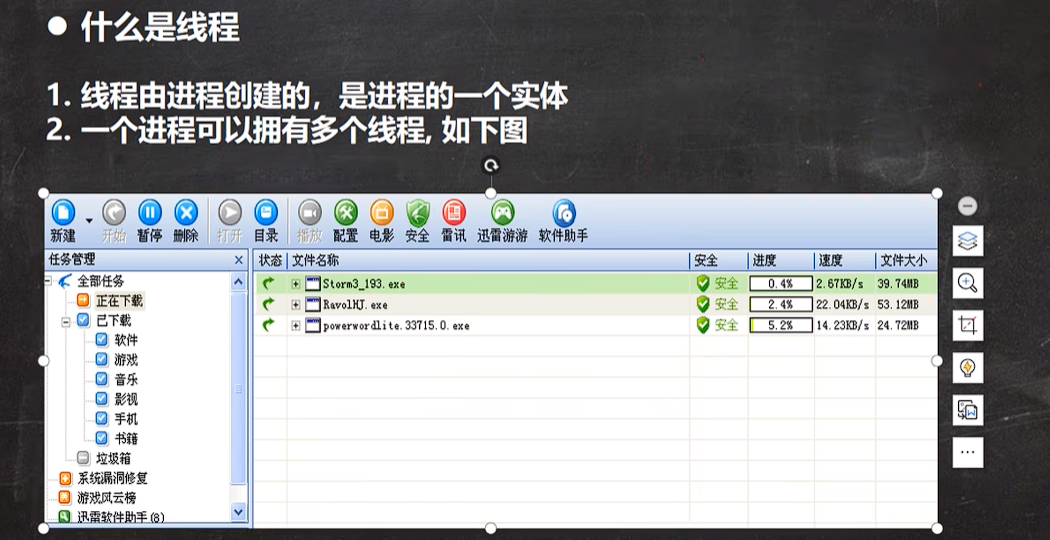 什么是线程
1. 线程由进程创建的，是进程的一个实体
2. 一个进程可以拥有多个线程, 如下图
新建 开始 暂停 删除 打开 目录 播放 配置 电影 安全 雷讯 迅雷游游 软件助手
任务管理 状态 文件名称 安全 进度 速度 文件大小
全部任务
正在下载
已下载
软件
游戏
音乐
影视
手机
书籍
垃圾箱
系统漏洞修复
游戏风云榜
迅雷软件助手(8)
Storm3_193.exe 安全 0.4% 2.67KB/s 39.74MB
RavolHJ.exe 安全 2.4% 22.04KB/s 53.12MB
powerwordlite.33715.0.exe 安全 5.2% 14.23KB/s 24.72MB